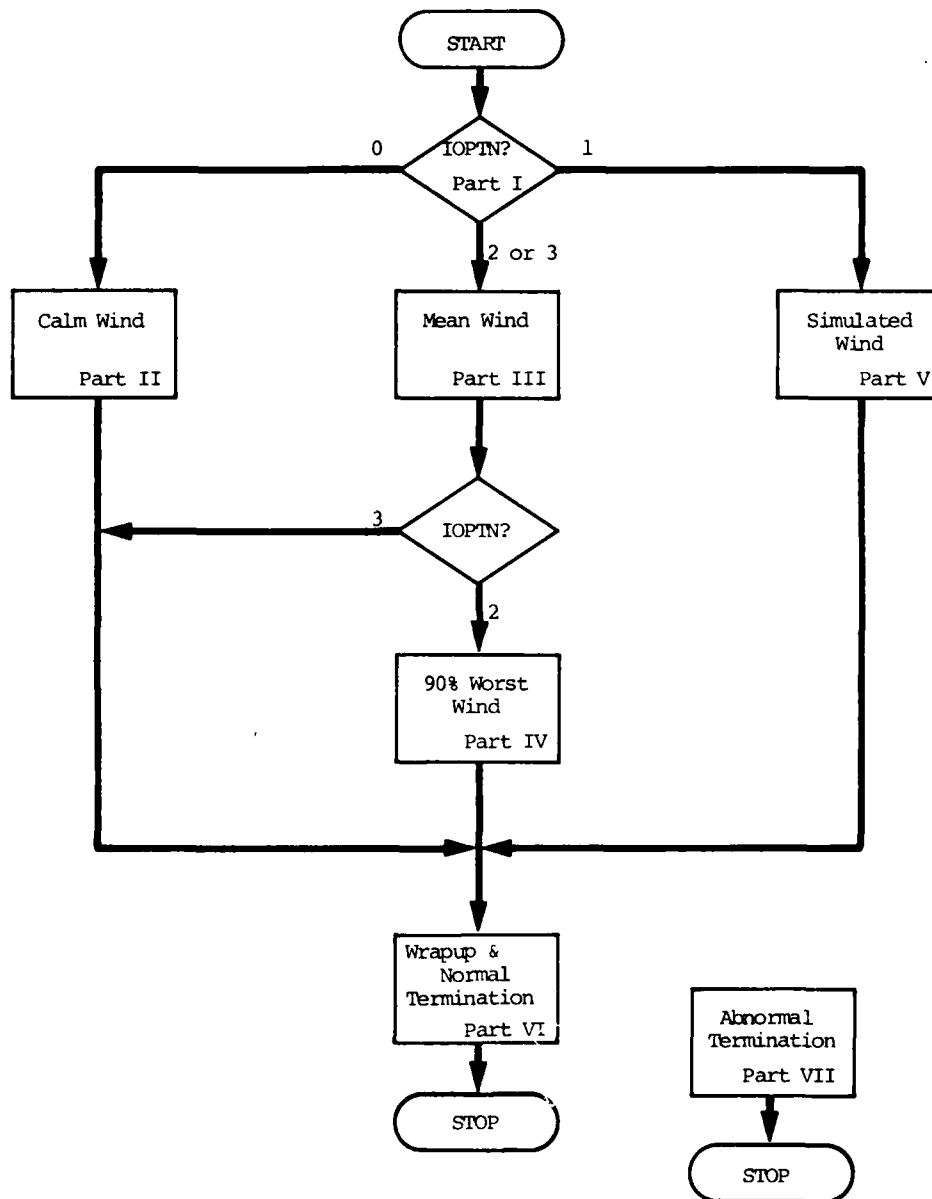 START
IOPTN?
Part I
0
1
2 or 3
Calm Wind
Part II
Mean Wind
Part III
Simulated
Wind
Part V
IOPTN?
3
2
90% Worst
Wind
Part IV
Wrapup &
Normal
Termination
Part VI
STOP
Abnormal
Termination
Part VII
STOP